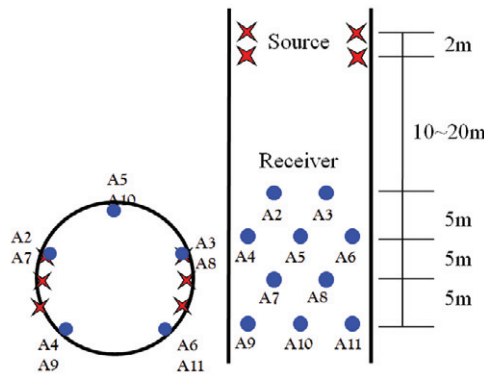 Source
2m
10~20m
Receiver
A2 A3
5m
A4 A5 A6
5m
A7 A8
5m
A9 A10 A11
A5
A10
A2
A7
A3
A8
A4
A9
A6
A11